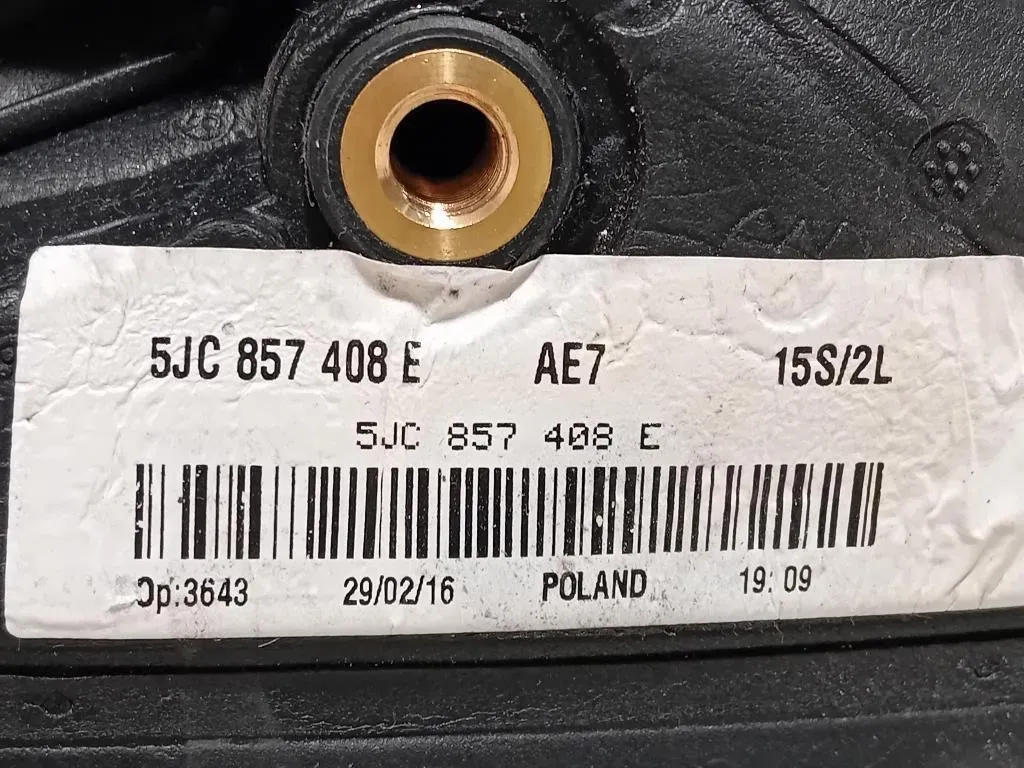 5JC 857 408 E AE7 15S/2L
5JC 857 408 E
Op:3643 29/02/16 POLAND 19:09